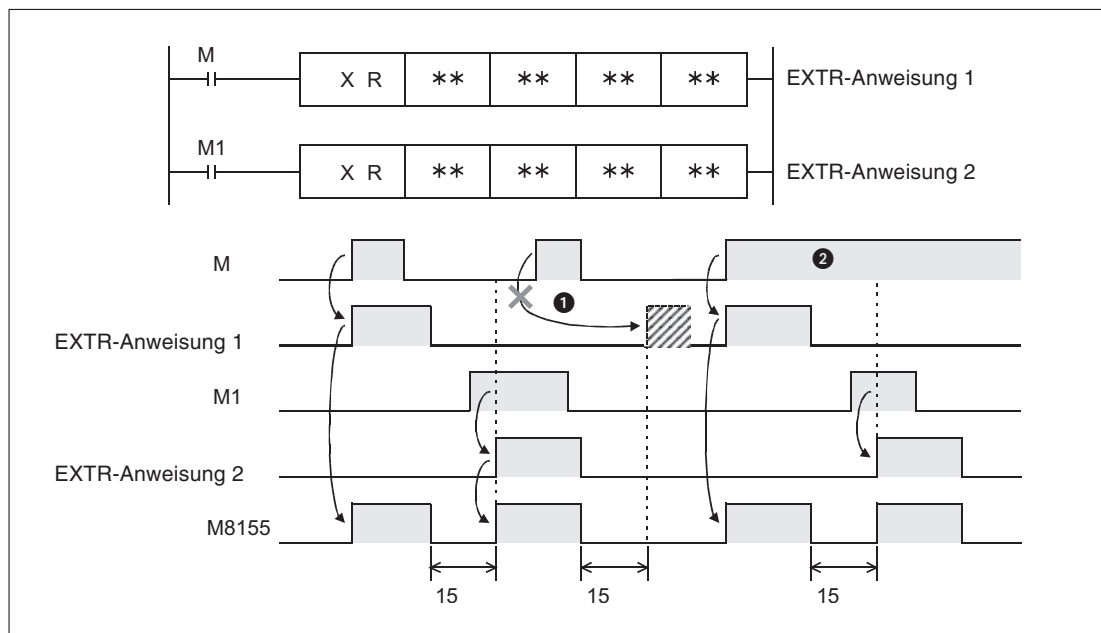 M
X R ** ** ** ** EXTR-Anweisung 1
M1
X R ** ** ** ** EXTR-Anweisung 2
M
❷
❶
EXTR-Anweisung 1
M1
EXTR-Anweisung 2
M8155
15 15 15